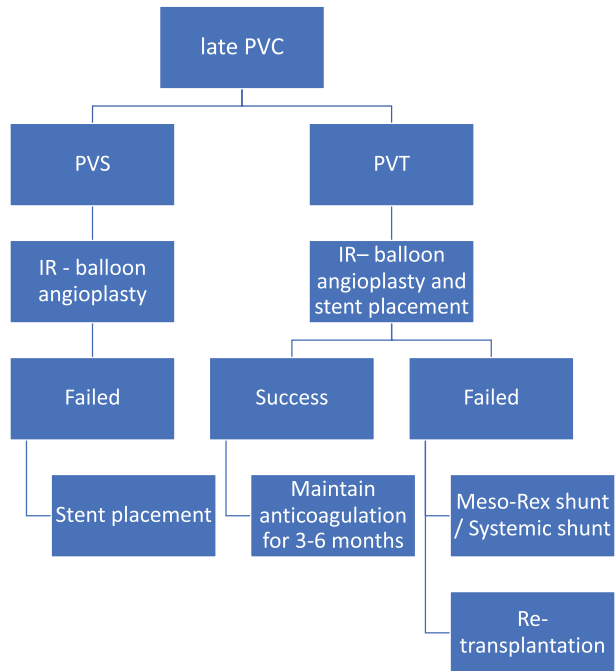 late PVC
PVS
PVT
IR - balloon
angioplasty
IR– balloon
angioplasty and
stent placement
Failed
Success
Failed
Stent placement
Maintain
anticoagulation
for 3-6 months
Meso-Rex shunt
/ Systemic shunt
Re-
transplantation